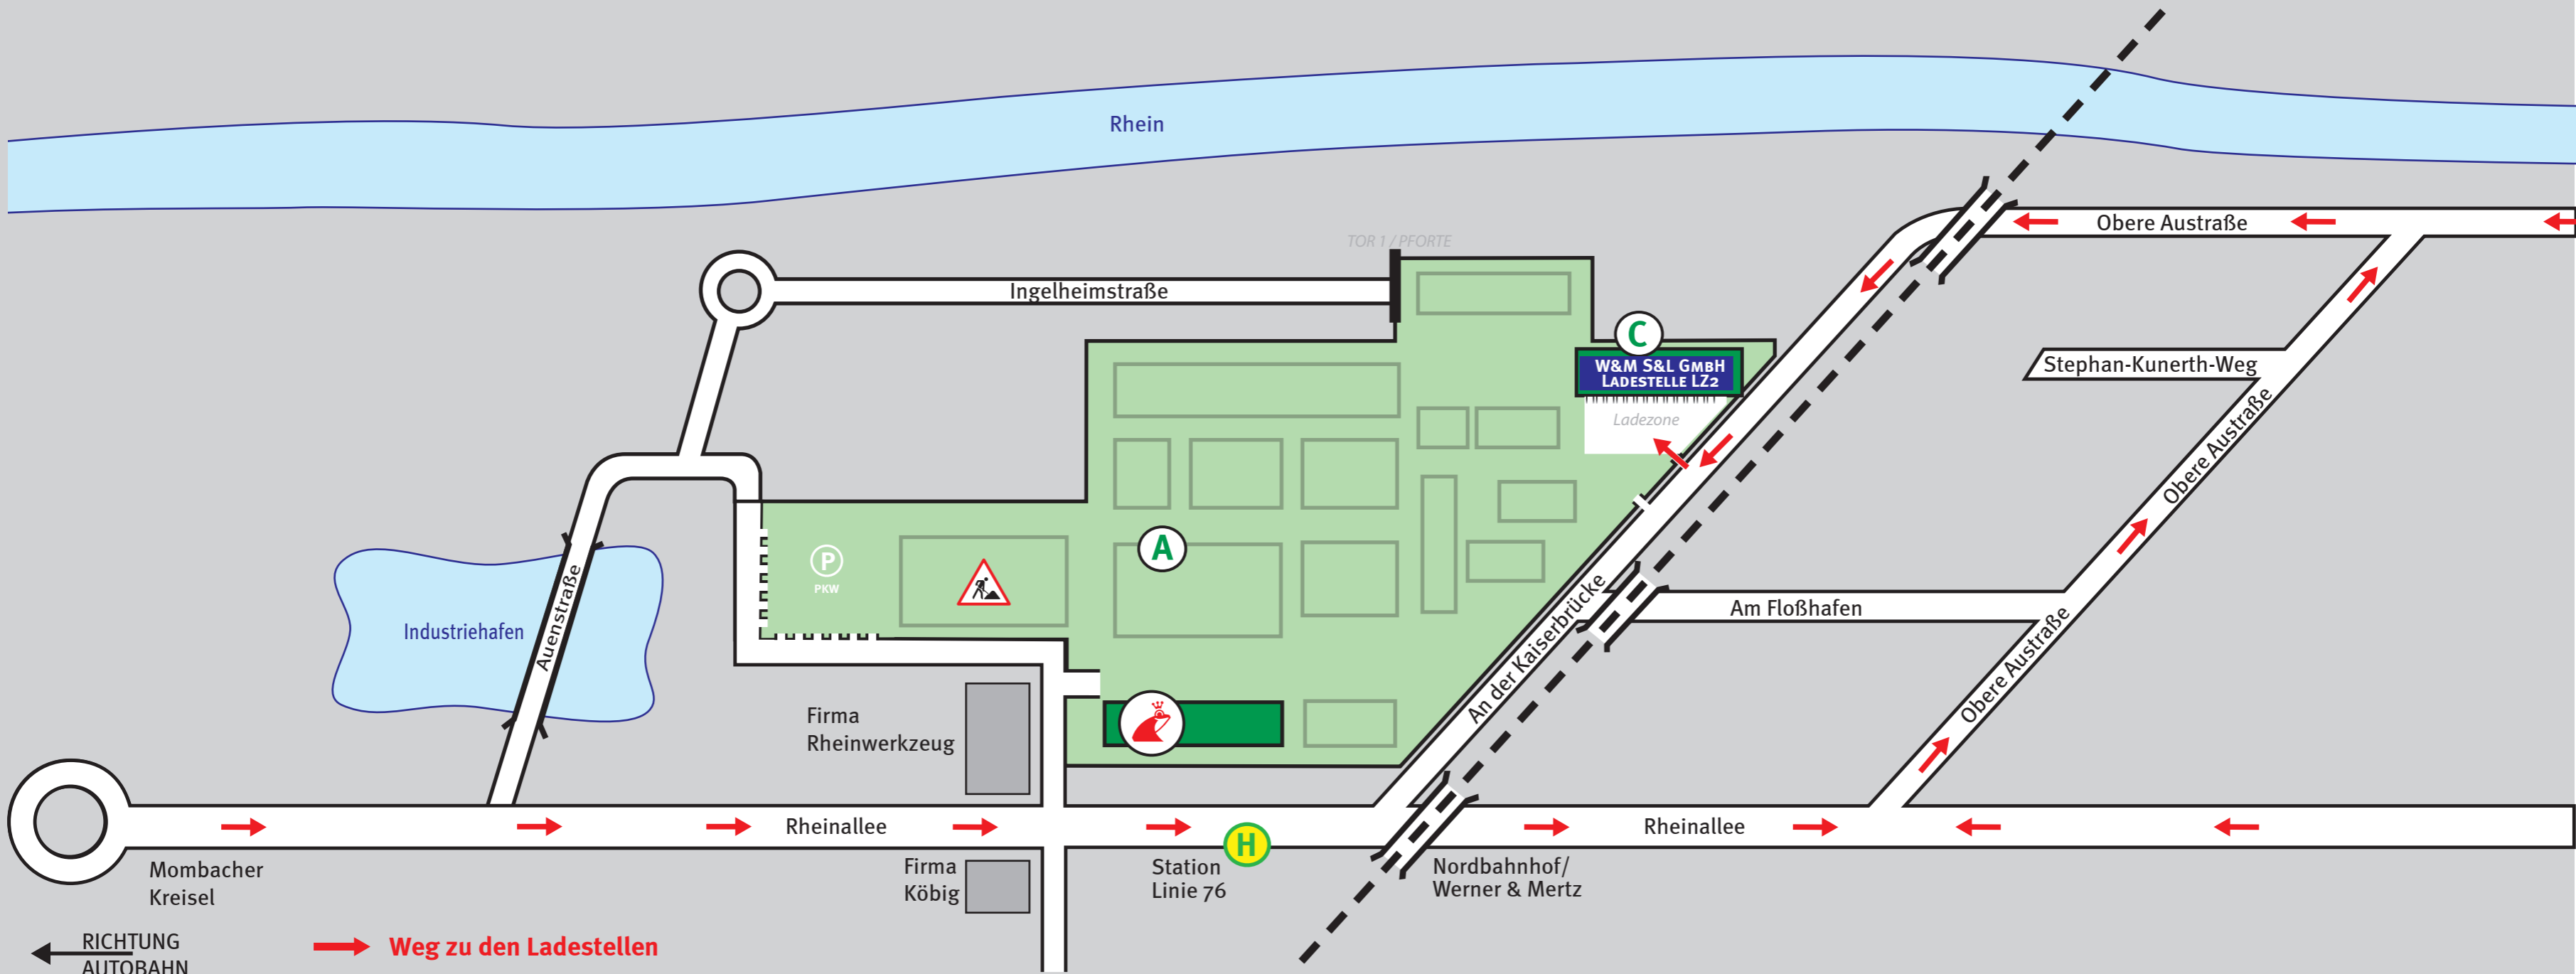 Rhein
TOR 1 / PFORTE
Obere Austraße
Ingelheimstraße
C
W&M S&L GmbH
Ladestelle LZ2
Ladezone
Stephan-Kunerth-Weg
Obere Austraße
A
P
PKW
Industriehafen
Auenstraße
An der Kaiserbrücke
Am Floßhafen
Obere Austraße
Firma
Rheinwerkzeug
Rheinallee
H
Rheinallee
Mombacher
Kreisel
Firma
Köbig
Station
Linie 76
Nordbahnhof/
Werner & Mertz
RICHTUNG
AUTOBAHN
Weg zu den Ladestellen